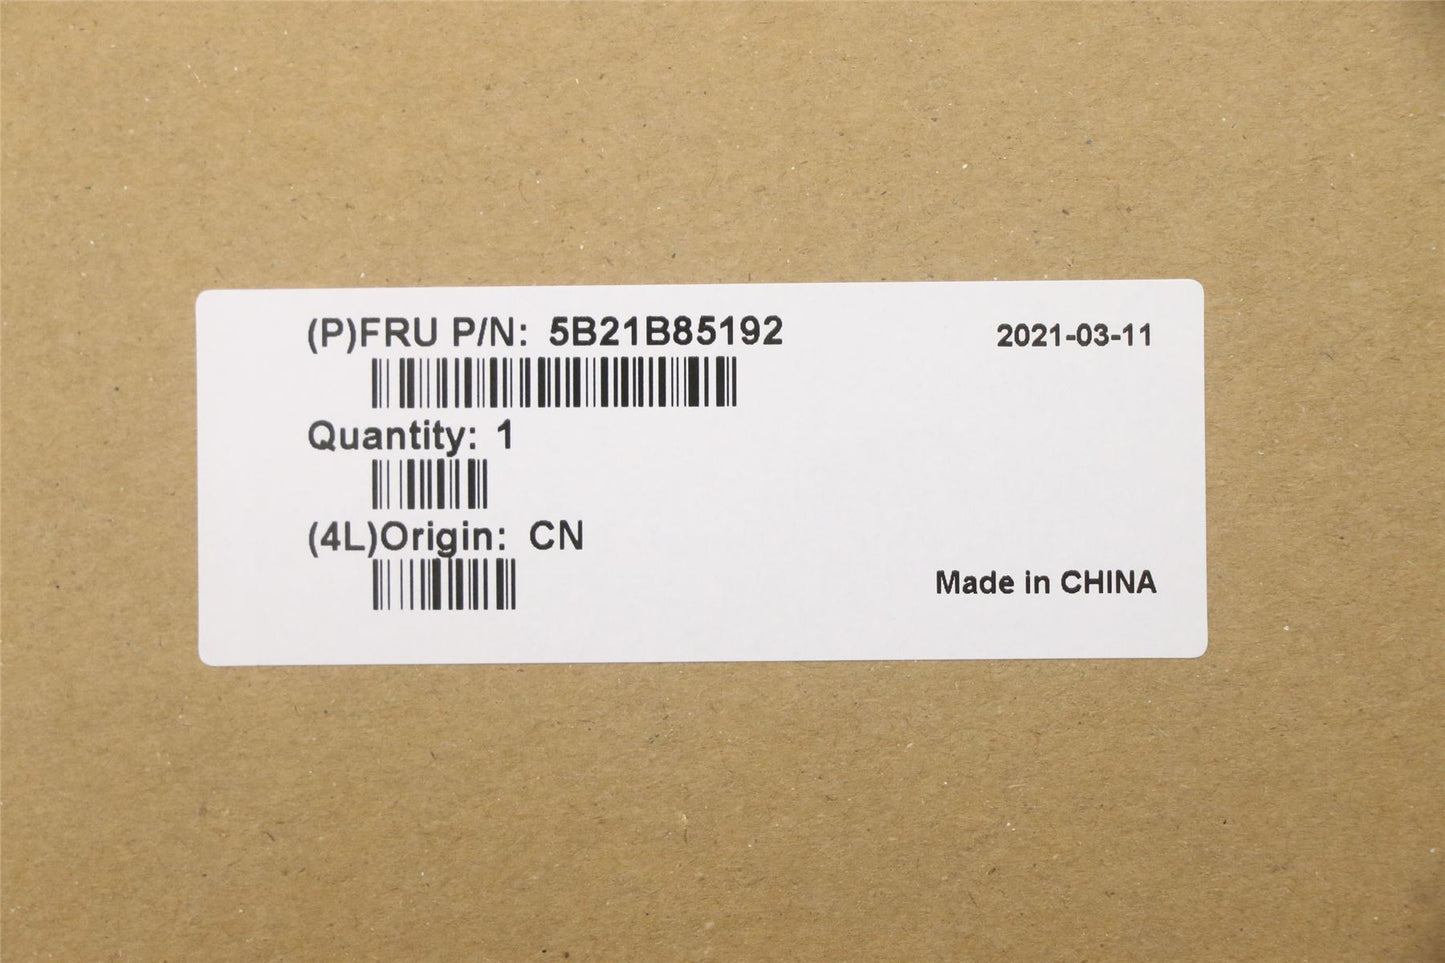 (P)FRU P/N: 5B21B85192
2021-03-11
Quantity: 1
(4L)Origin: CN
Made in CHINA